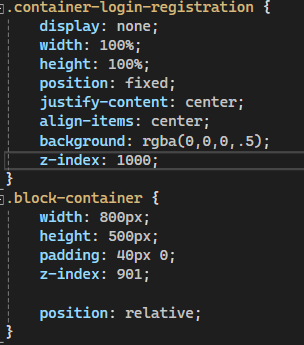 .container-login-registration {
    display: none;
    width: 100%;
    height: 100%;
    position: fixed;
    justify-content: center;
    align-items: center;
    background: rgba(0,0,0,.5);
    z-index: 1000;
}
.block-container {
    width: 800px;
    height: 500px;
    padding: 40px 0;
    z-index: 901;

    position: relative;
}